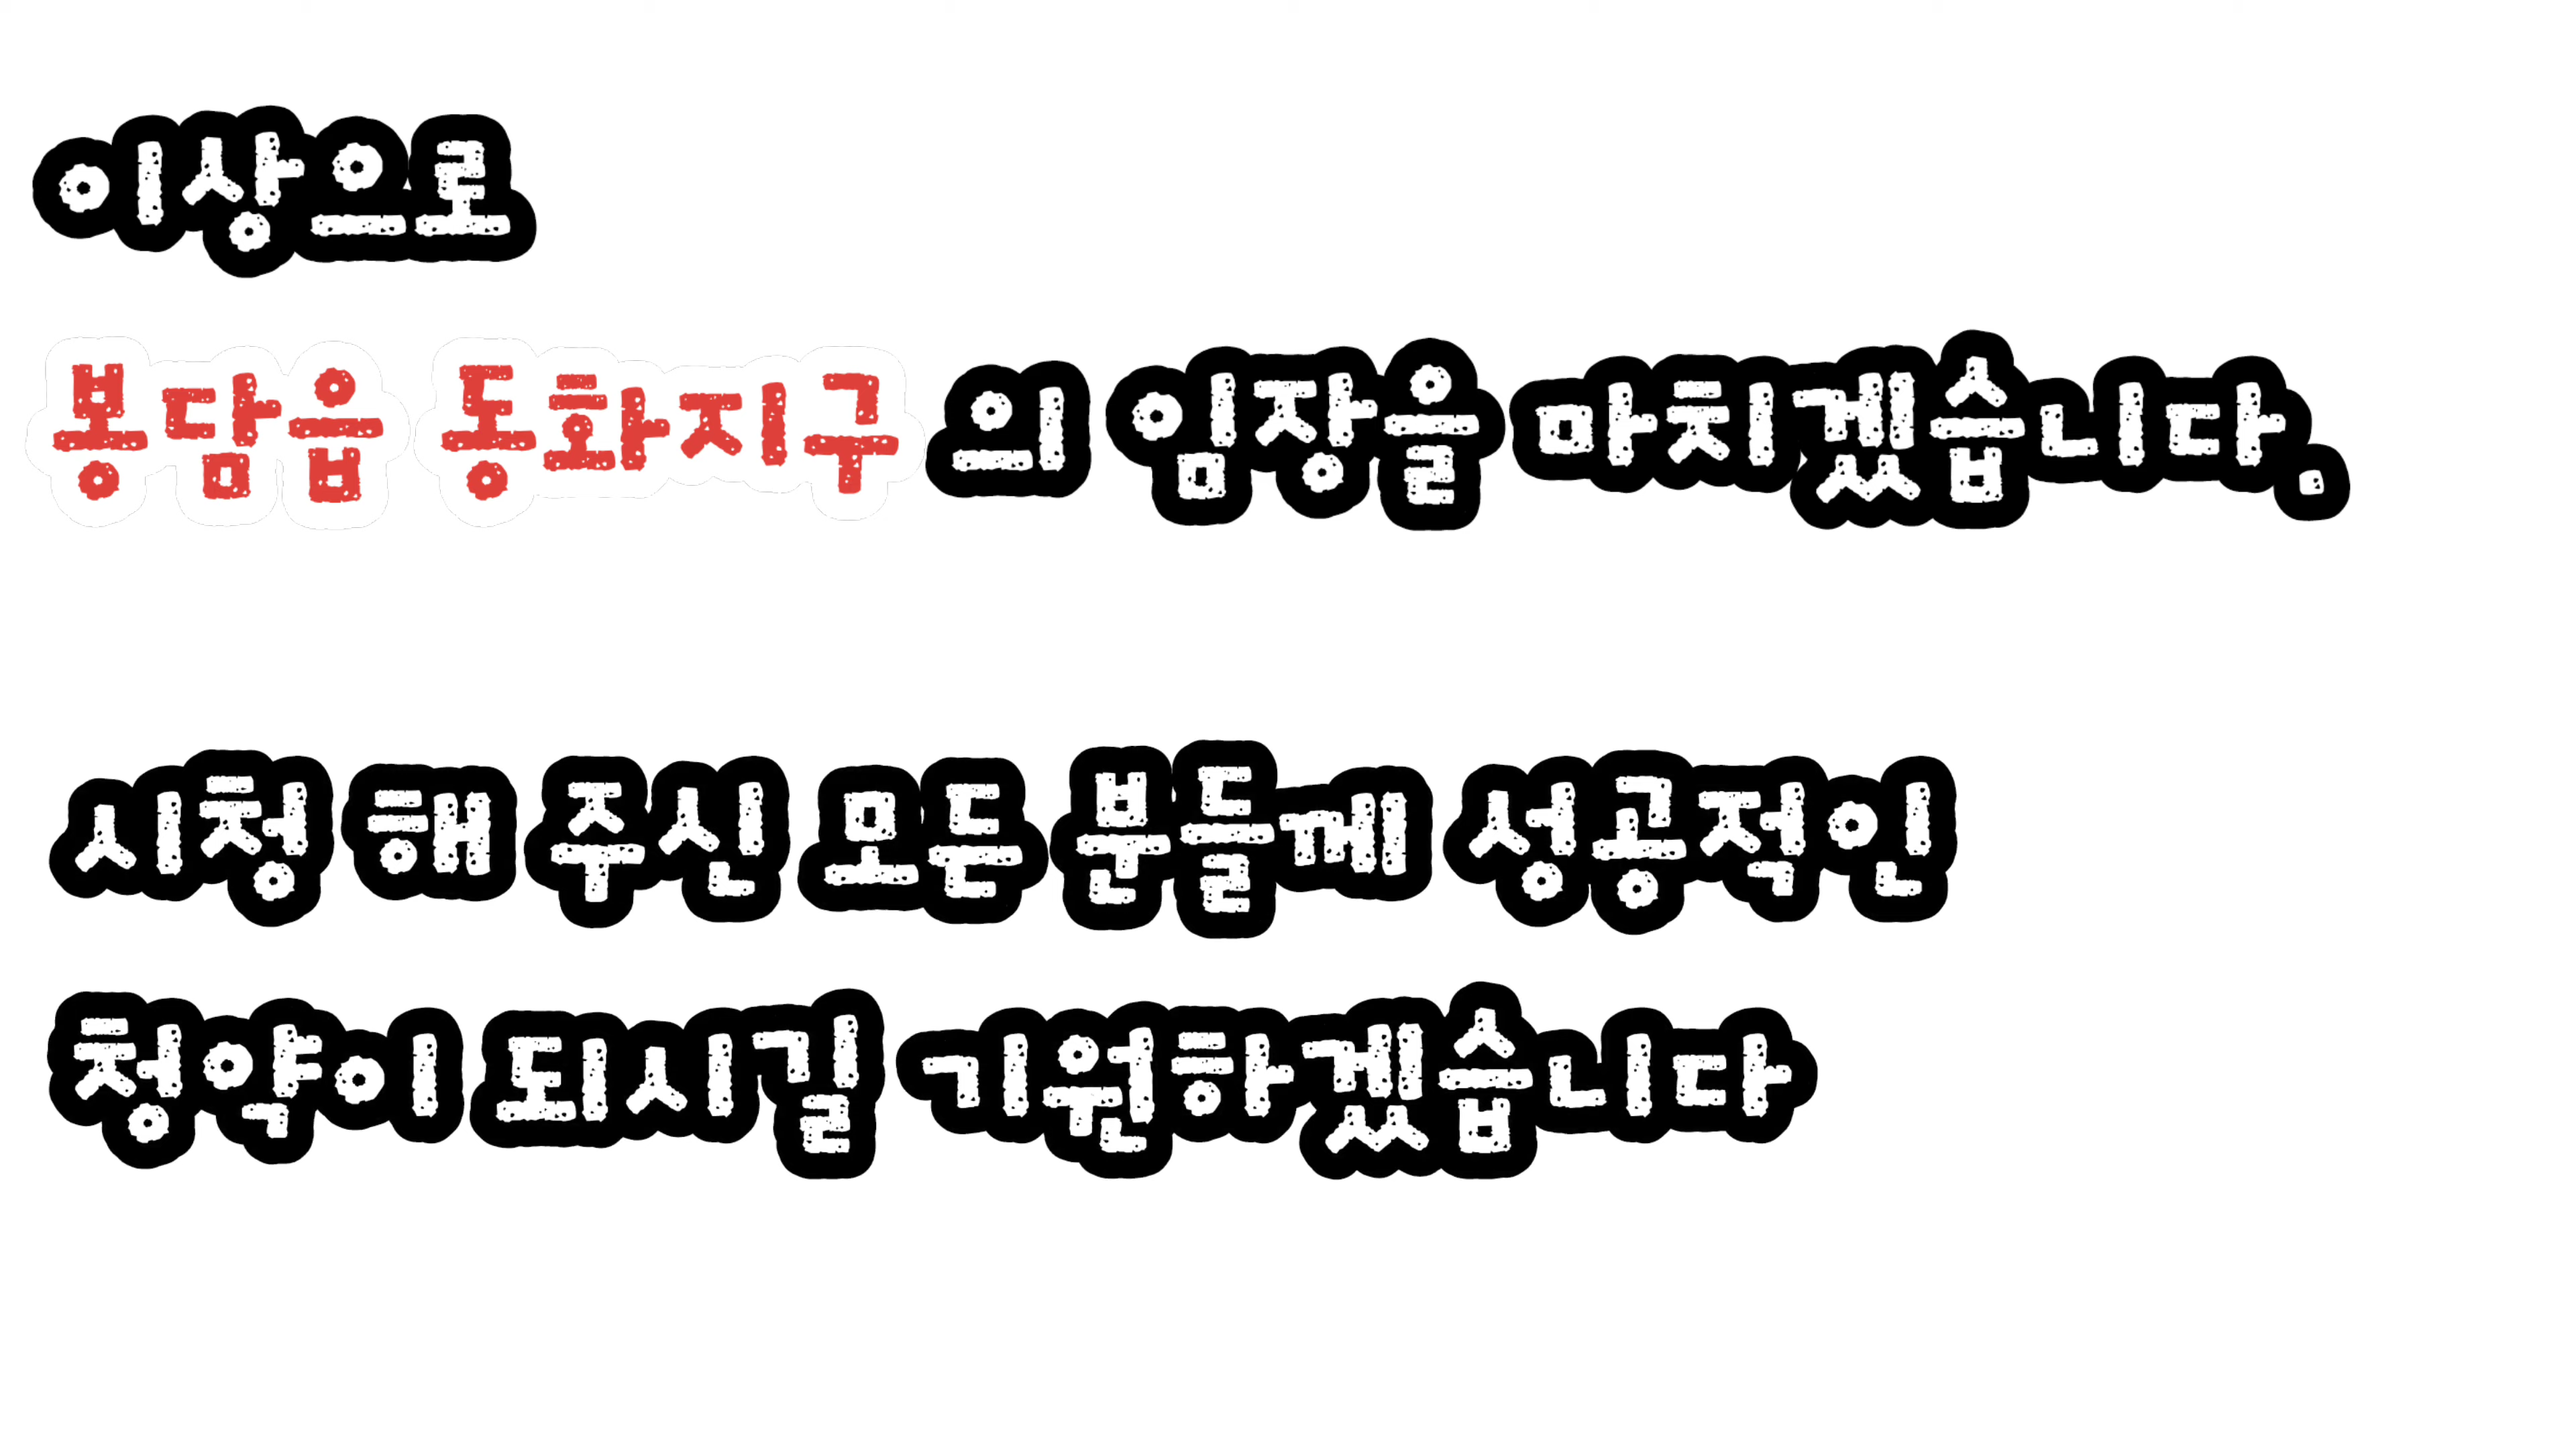 이상으로
봉담읍 동화지구 의 임장을 마치겠습니다.
시청 해 주신 모든 분들께 성공적인
청약이 되시길 기원하겠습니다